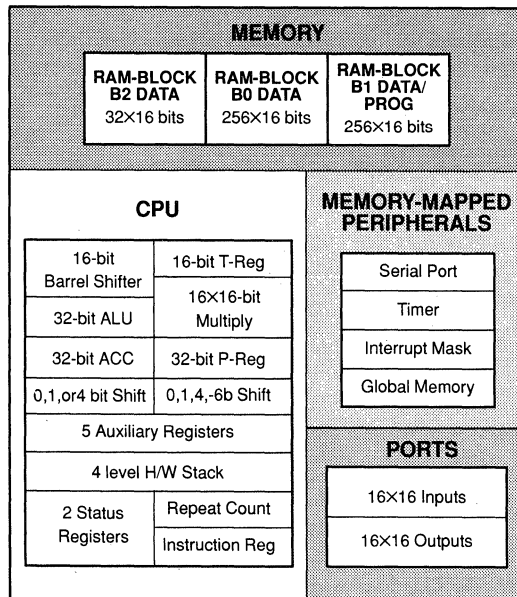 MEMORY
RAM-BLOCK
B2 DATA
32×16 bits
RAM-BLOCK
B0 DATA
256×16 bits
RAM-BLOCK
B1 DATA/
PROG
256×16 bits
CPU
16-bit
Barrel Shifter
32-bit ALU
32-bit ACC
0,1,or4 bit Shift
16-bit T-Reg
16×16-bit
Multiply
32-bit P-Reg
0,1,4,-6b Shift
5 Auxiliary Registers
4 level H/W Stack
2 Status
Registers
Repeat Count
Instruction Reg
MEMORY-MAPPED
PERIPHERALS
Serial Port
Timer
Interrupt Mask
Global Memory
PORTS
16×16 Inputs
16×16 Outputs